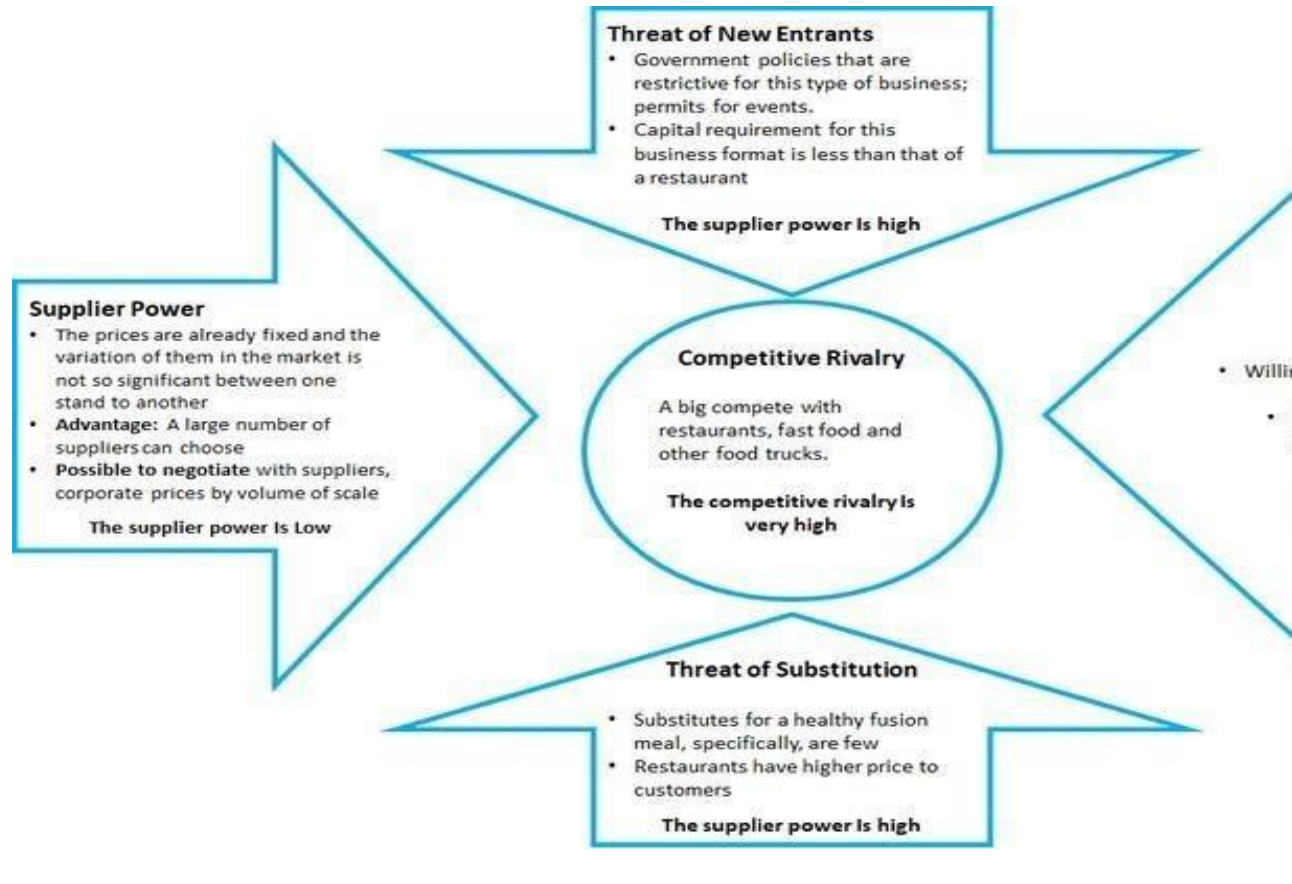 Threat of New Entrants
• Government policies that are
restrictive for this type of business;
permits for events.
• Capital requirement for this
business format is less than that of
a restaurant
The supplier power Is high
Supplier Power
• The prices are already fixed and the
variation of them in the market is
not so significant between one
stand to another
• Advantage: A large number of
suppliers can choose
• Possible to negotiate with suppliers,
corporate prices by volume of scale
The supplier power Is Low
Competitive Rivalry
A big compete with
restaurants, fast food and
other food trucks.
The competitive rivalry Is
very high
•
•
Threat of Substitution
• Substitutes for a healthy fusion
meal, specifically, are few
• Restaurants have higher price to
customers
The supplier power Is high